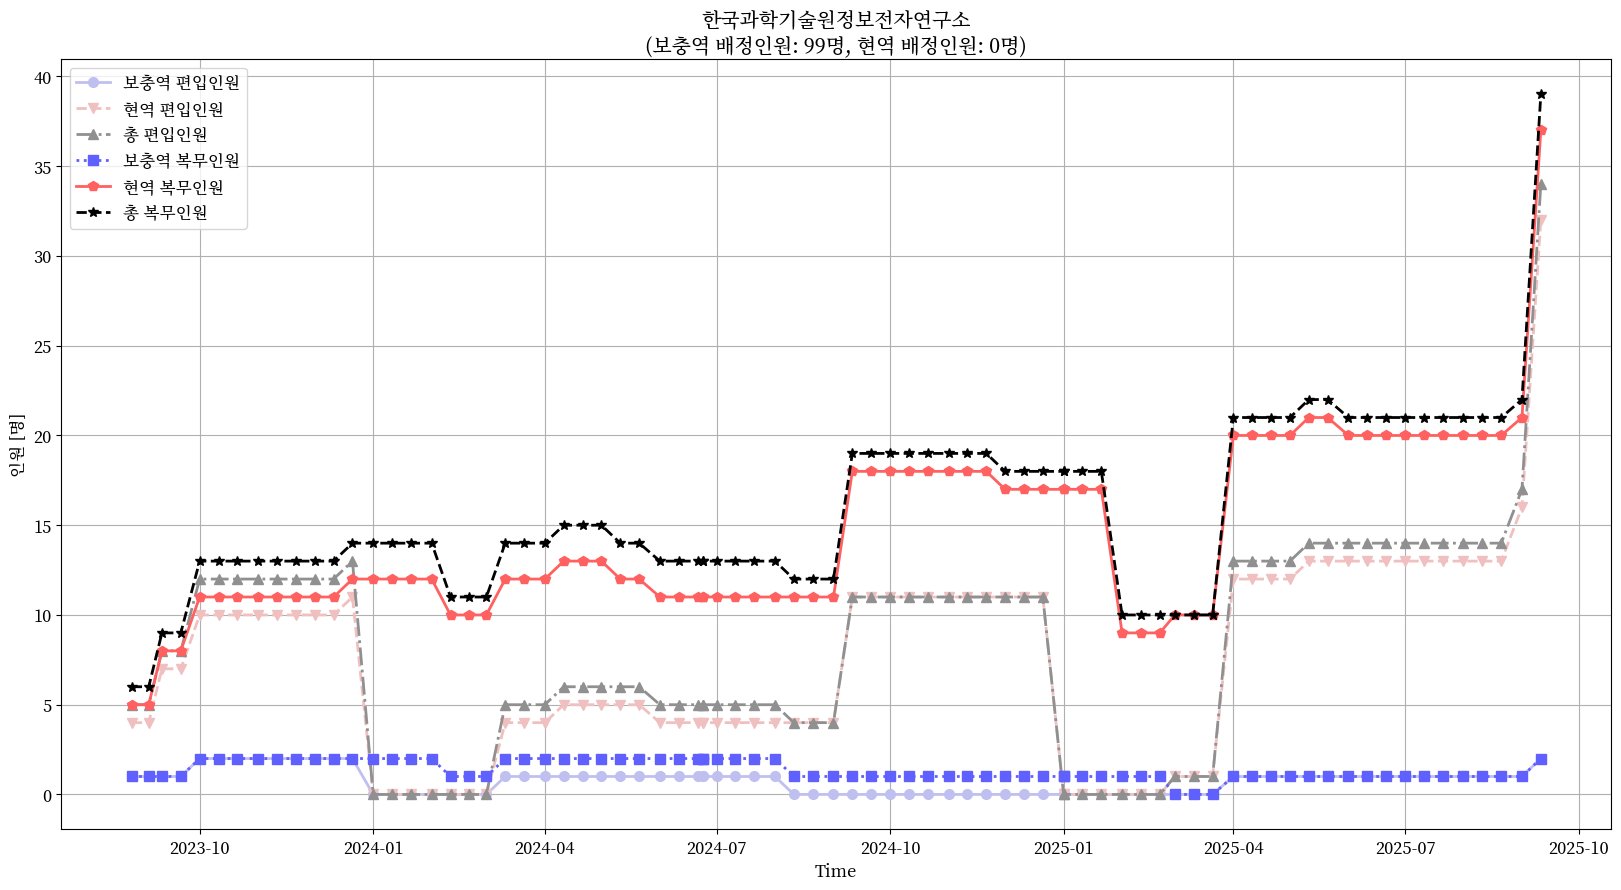 한국과학기술원정보전자연구소
(보충역 배정인원: 99명, 현역 배정인원: 0명)
40
35
30
25
20
15
10
5
0
인원 [명]
보충역 편입인원
현역 편입인원
총 편입인원
보충역 복무인원
현역 복무인원
총 복무인원
2023-10
2024-01
2024-04
2024-07
2024-10
2025-01
2025-04
2025-07
2025-10
Time